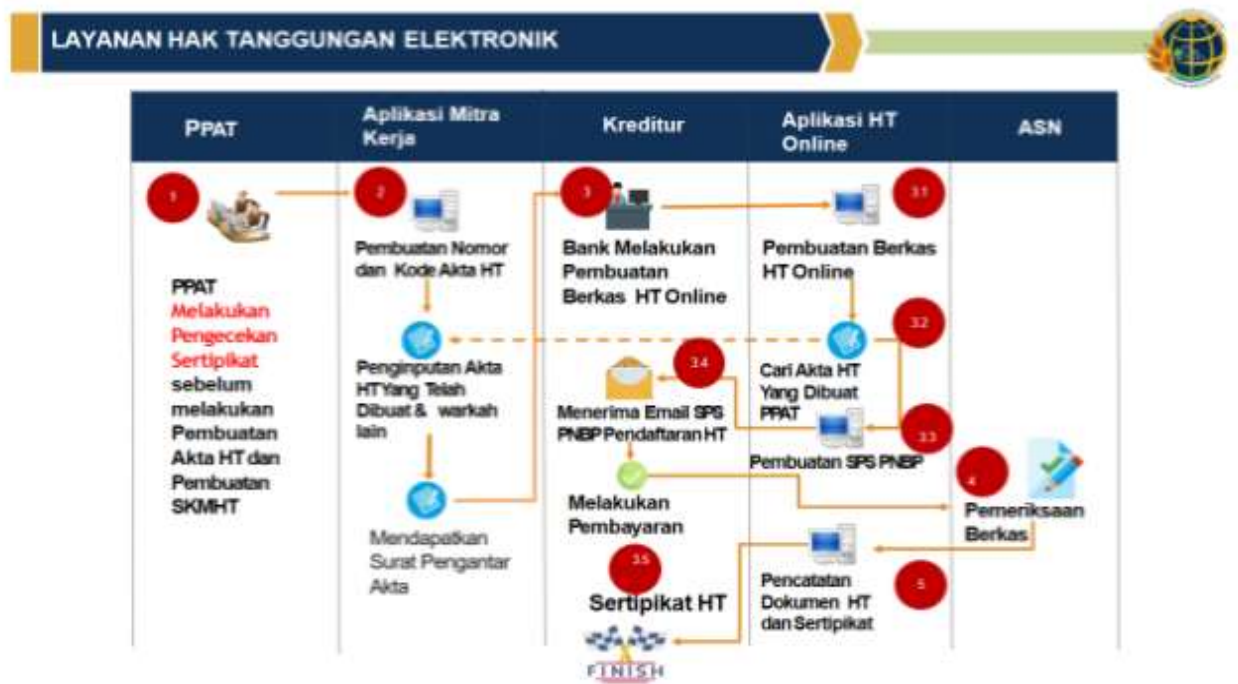 LAYANAN HAK TANGGUNGAN ELEKTRONIK
PPAT
Aplikasi Mitra
Kerja
Kreditur
Aplikasi HT
Online
ASN
1
PPAT
Melakukan
Pengecekan
Sertipikat
sebelum
melakukan
Pembuatan
Akta HT dan
Pembuatan
SKMHT
2
Pembuatan Nomor
dan Kode Akta HT
Penginputan Akta
HT Yang Telah
Dibuat & warkah
lain
Mendapatkan
Surat Pengantar
Akta
3
Bank Melakukan
Pembuatan
Berkas HT Online
3.1
Pembuatan Berkas
HT Online
3.2
Cari Akta HT
Yang Dibuat
PPAT
3.3
Pembuatan SPS PNBP
3.4
Menerima Email SPS
PNBP Pendaftaran HT
Melakukan
Pembayaran
3.5
4
Pemeriksaan
Berkas
5
Pencatatan
Dokumen HT
dan Sertipikat
Sertipikat HT
FINISH